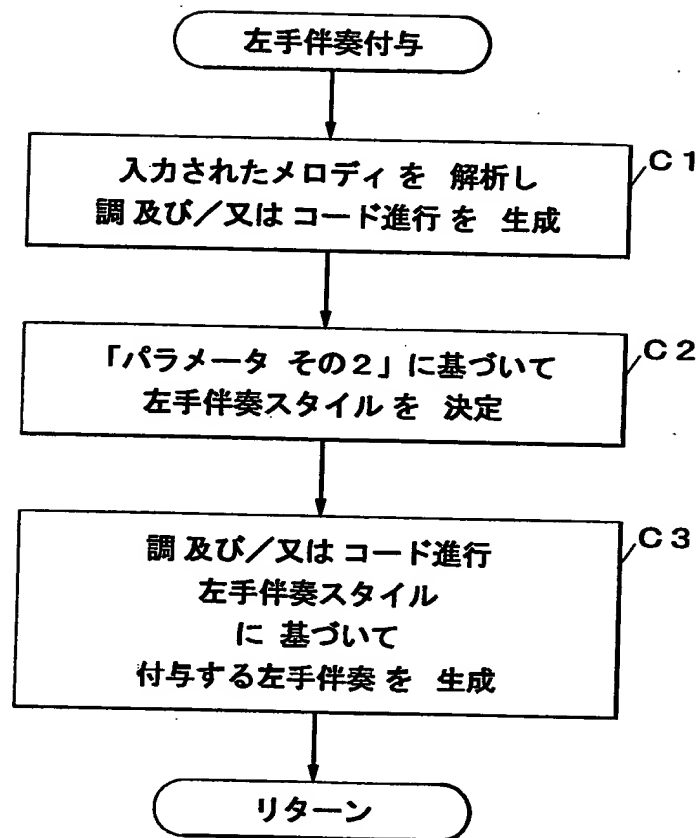 左手伴奏付与
入力されたメロディを 解析し
調及び／又はコード進行を 生成
C1
「パラメータ その2」に基づいて
左手伴奏スタイルを 決定
C2
調及び／又はコード進行
左手伴奏スタイル
に 基づいて
付与する左手伴奏を 生成
C3
リターン